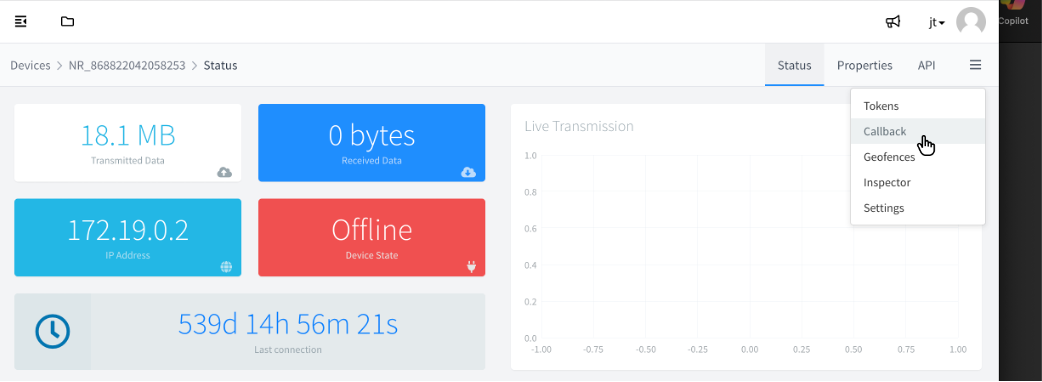 jt
Copilot
Devices > NR_868822042058253 > Status
Status
Properties
API
Tokens
Callback
Geofences
Inspector
Settings
18.1 MB
Transmitted Data
0 bytes
Received Data
172.19.0.2
IP Address
Offline
Device State
539d 14h 56m 21s
Last connection
Live Transmission
1.0
0.8
0.6
0.4
0.2
0.0
-1.00 -0.75 -0.50 -0.25 0.00 0.25 0.50 0.75 1.00